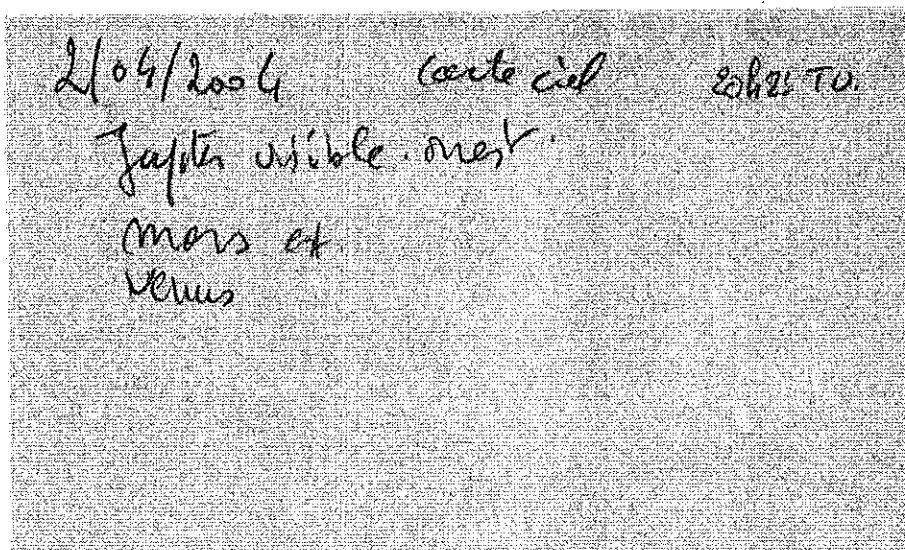 2/04/2004 carte ciel 20h25 TU.
Jupiter visible ouest.
mars et
venus